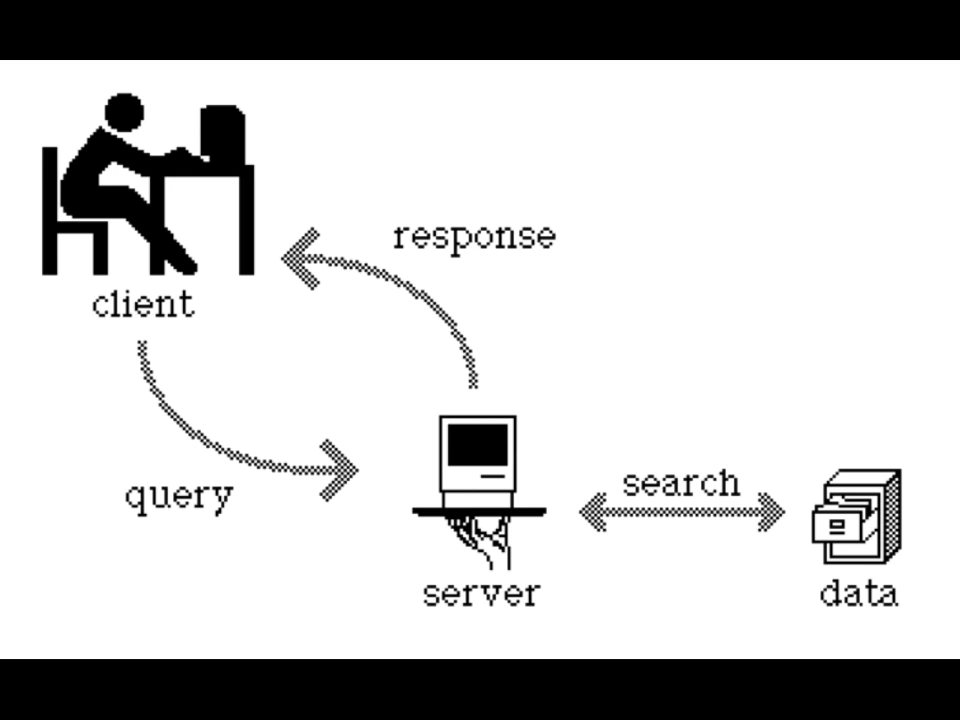 response
client
search
query
server
data